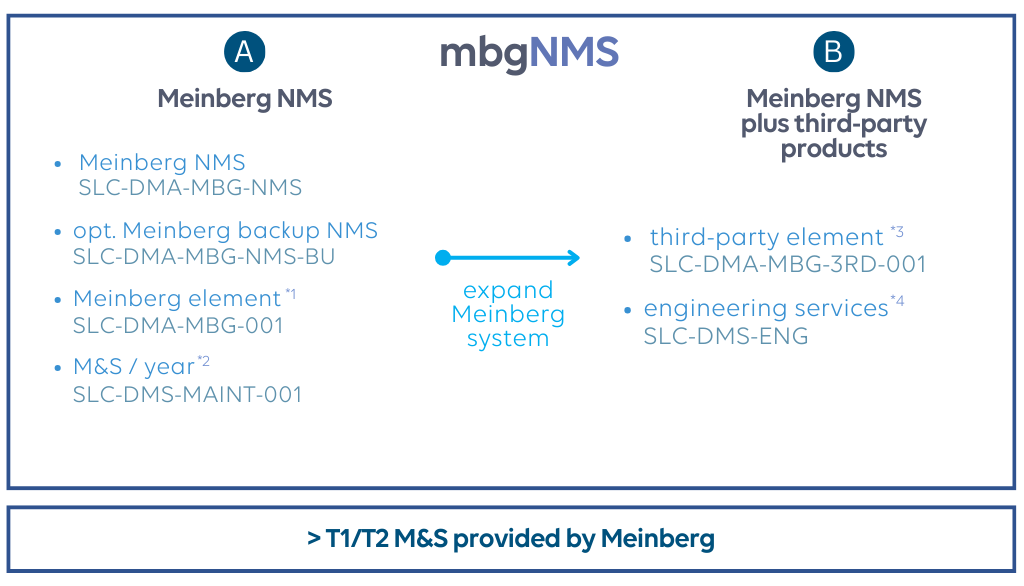 A
mbgNMS
B
Meinberg NMS
Meinberg NMS
plus third-party
products
• Meinberg NMS
SLC-DMA-MBG-NMS
• opt. Meinberg backup NMS
SLC-DMA-MBG-NMS-BU
• Meinberg element *1
SLC-DMA-MBG-001
• M&S / year *2
SLC-DMS-MAINT-001
expand
Meinberg
system
• third-party element *3
SLC-DMA-MBG-3RD-001
• engineering services *4
SLC-DMS-ENG
> T1/T2 M&S provided by Meinberg